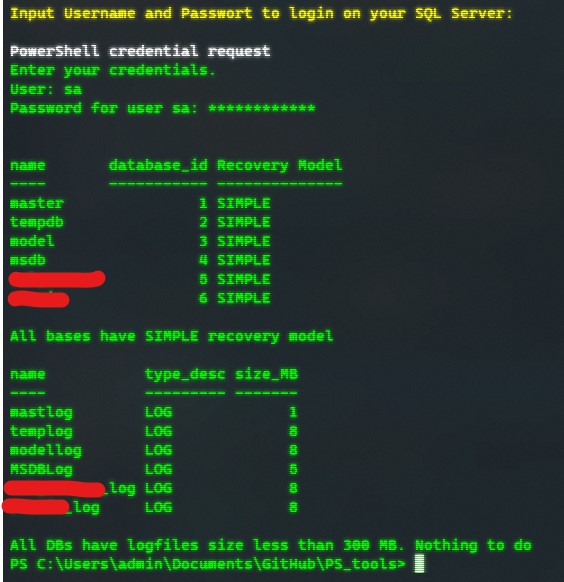 Input Username and Passwort to login on your SQL Server:
PowerShell credential request
Enter your credentials.
User: sa
Password for user sa: ************
name database_id Recovery Model
---- ----------- --------------
master 1 SIMPLE
tempdb 2 SIMPLE
model 3 SIMPLE
msdb 4 SIMPLE
5 SIMPLE
6 SIMPLE
All bases have SIMPLE recovery model
name type_desc size_MB
---- --------- -------
mastlog LOG 1
templog LOG 8
modellog LOG 8
MSDBLog LOG 5
_log LOG 8
_log LOG 8
All DBs have logfiles size less than 300 MB. Nothing to do
PS C:\Users\admin\Documents\GitHub\PS_tools>